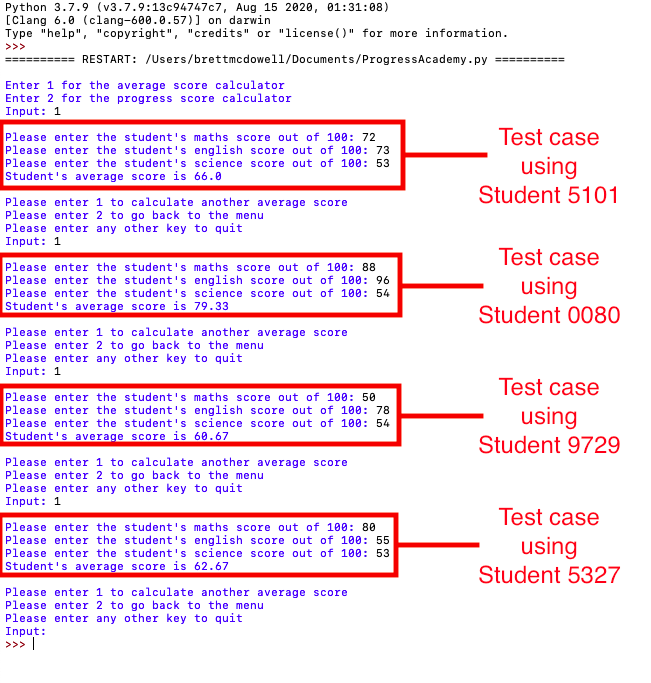 Python 3.7.9 (v3.7.9:13c94747c7, Aug 15 2020, 01:31:08)
[Clang 6.0 (clang-600.0.57)] on darwin
Type "help", "copyright", "credits" or "license()" for more information.
>>>
========== RESTART: /Users/brettmcdowell/Documents/ProgressAcademy.py ==========
Enter 1 for the average score calculator
Enter 2 for the progress score calculator
Input: 1
Please enter the student's maths score out of 100: 72
Please enter the student's english score out of 100: 73
Please enter the student's science score out of 100: 53
Student's average score is 66.0
Test case
using
Student 5101
Please enter 1 to calculate another average score
Please enter 2 to go back to the menu
Please enter any other key to quit
Input: 1
Please enter the student's maths score out of 100: 88
Please enter the student's english score out of 100: 96
Please enter the student's science score out of 100: 54
Student's average score is 79.33
Test case
using
Student 0080
Please enter 1 to calculate another average score
Please enter 2 to go back to the menu
Please enter any other key to quit
Input: 1
Please enter the student's maths score out of 100: 50
Please enter the student's english score out of 100: 78
Please enter the student's science score out of 100: 54
Student's average score is 60.67
Test case
using
Student 9729
Please enter 1 to calculate another average score
Please enter 2 to go back to the menu
Please enter any other key to quit
Input: 1
Please enter the student's maths score out of 100: 80
Please enter the student's english score out of 100: 55
Please enter the student's science score out of 100: 53
Student's average score is 62.67
Test case
using
Student 5327
Please enter 1 to calculate another average score
Please enter 2 to go back to the menu
Please enter any other key to quit
Input:
>>>